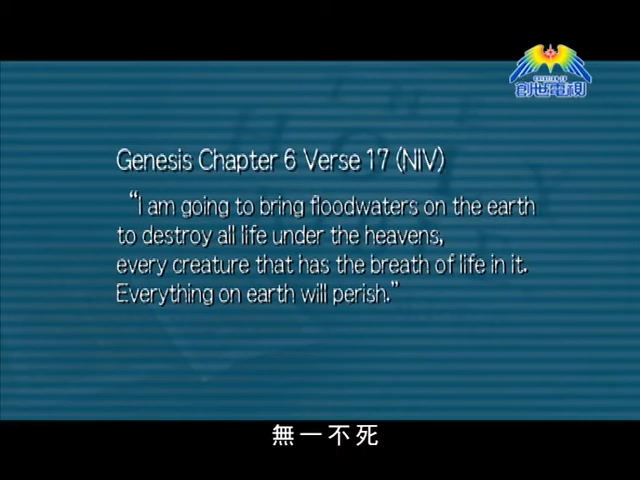 CREATION TV
創世電視
Genesis Chapter 6 Verse 17 (NIV)
“I am going to bring floodwaters on the earth
to destroy all life under the heavens,
every creature that has the breath of life in it.
Everything on earth will perish.”
無一不死